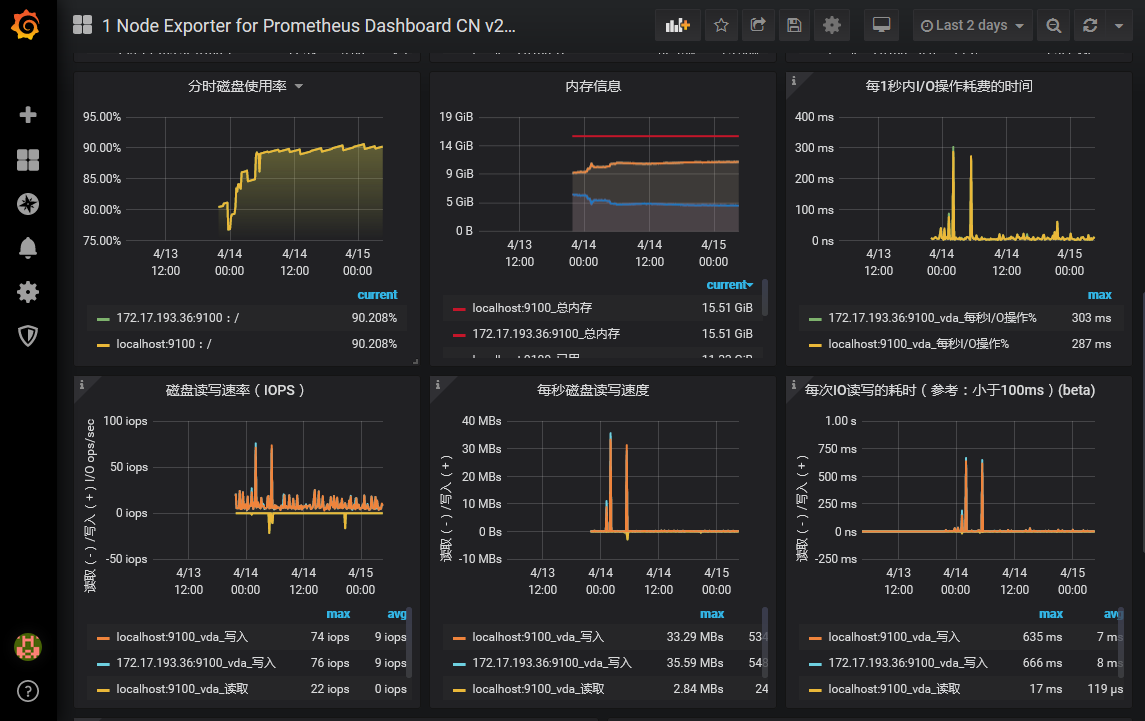 1 Node Exporter for Prometheus Dashboard CN v2...
Last 2 days
分时磁盘使用率
95.00%
90.00%
85.00%
80.00%
75.00%
4/13
12:00
4/14
00:00
4/14
12:00
4/15
00:00
current
172.17.193.36:9100：/
90.208%
localhost:9100：/
90.208%
内存信息
19 GiB
14 GiB
9 GiB
5 GiB
0 B
4/13
12:00
4/14
00:00
4/14
12:00
4/15
00:00
current
localhost:9100_总内存
15.51 GiB
172.17.193.36:9100_总内存
15.51 GiB
每1秒内I/O操作耗费的时间
400 ms
300 ms
200 ms
100 ms
0 ns
4/13
12:00
4/14
00:00
4/14
12:00
4/15
00:00
max
172.17.193.36:9100_vda_每秒I/O操作%
303 ms
localhost:9100_vda_每秒I/O操作%
287 ms
磁盘读写速率（IOPS）
读取（-）/写入（+）I/O ops/sec
100 iops
50 iops
0 iops
-50 iops
4/13
12:00
4/14
00:00
4/14
12:00
4/15
00:00
max avg
localhost:9100_vda_写入
74 iops 9 iops
172.17.193.36:9100_vda_写入
76 iops 9 iops
localhost:9100_vda_读取
22 iops 0 iops
每秒磁盘读写速度
读取（-）/写入（+）
40 MBs
30 MBs
20 MBs
10 MBs
0 Bs
-10 MBs
4/13
12:00
4/14
00:00
4/14
12:00
4/15
00:00
max
localhost:9100_vda_写入
33.29 MBs 534
172.17.193.36:9100_vda_写入
35.59 MBs 548
localhost:9100_vda_读取
2.84 MBs 24
每次IO读写的耗时（参考：小于100ms）(beta)
读取（-）/写入（+）
1.00 s
750 ms
500 ms
250 ms
0 ns
-250 ms
4/13
12:00
4/14
00:00
4/14
12:00
4/15
00:00
max avg
localhost:9100_vda_写入
635 ms 7 ms
172.17.193.36:9100_vda_写入
666 ms 8 ms
localhost:9100_vda_读取
17 ms 119 µs